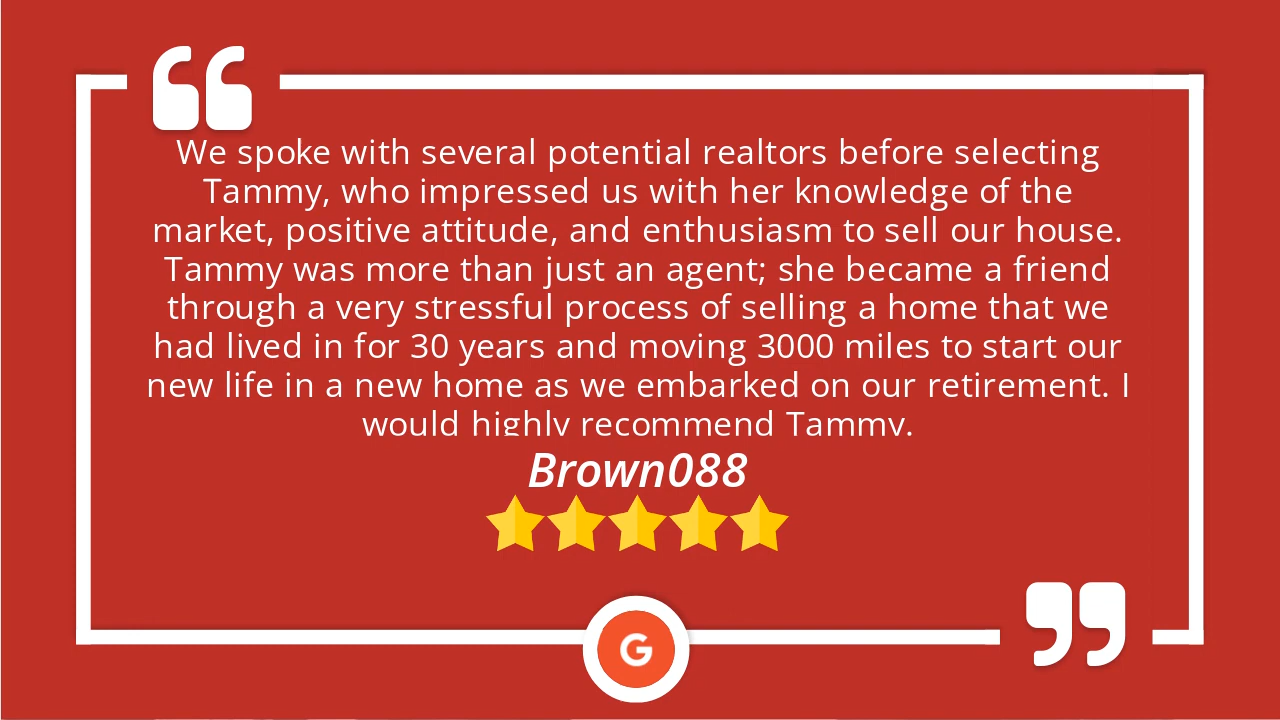 We spoke with several potential realtors before selecting
Tammy, who impressed us with her knowledge of the
market, positive attitude, and enthusiasm to sell our house.
Tammy was more than just an agent; she became a friend
through a very stressful process of selling a home that we
had lived in for 30 years and moving 3000 miles to start our
new life in a new home as we embarked on our retirement. I
would highly recommend Tammy.
Brown088
G